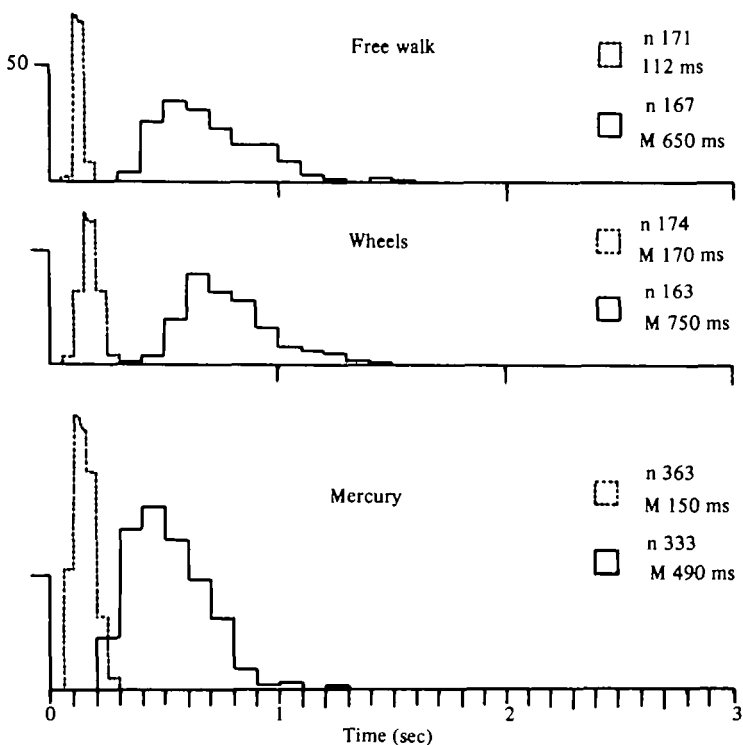 Free walk
n 171
112 ms
50
n 167
M 650 ms
Wheels
n 174
M 170 ms
n 163
M 750 ms
Mercury
n 363
M 150 ms
n 333
M 490 ms
0 1 2 3
Time (sec)